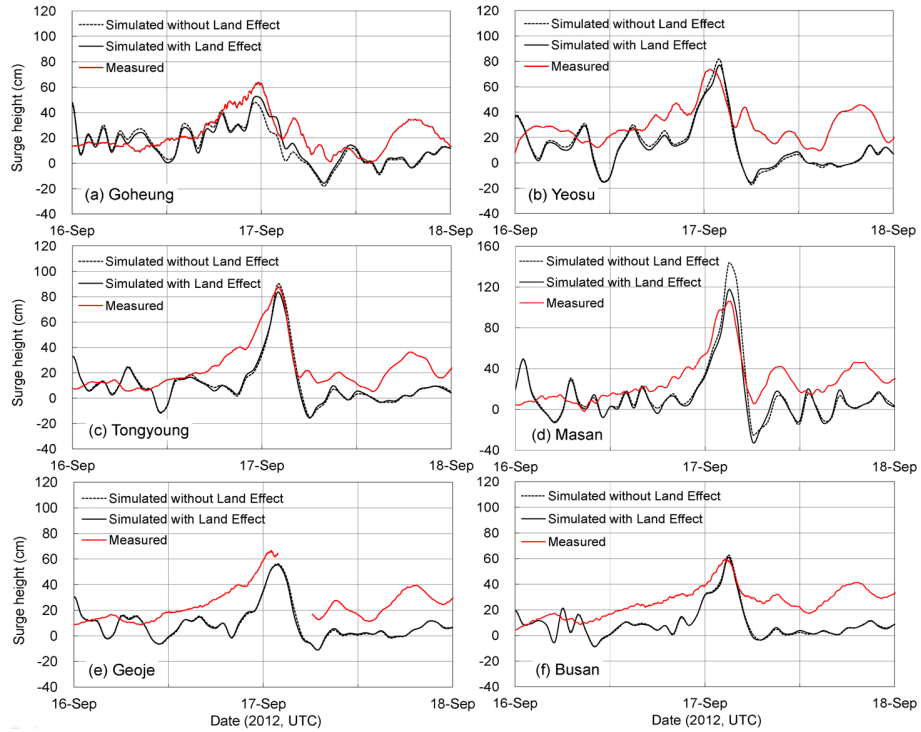 120
100
80
60
40
20
0
-20
-40
Surge height (cm)
Simulated without Land Effect
Simulated with Land Effect
Measured
(a) Goheung
16-Sep 17-Sep 18-Sep
120
100
80
60
40
20
0
-20
-40
Simulated without Land Effect
Simulated with Land Effect
Measured
(b) Yeosu
16-Sep 17-Sep 18-Sep
120
100
80
60
40
20
0
-20
-40
Surge height (cm)
Simulated without Land Effect
Simulated with Land Effect
Measured
(c) Tongyoung
16-Sep 17-Sep 18-Sep
160
120
80
40
0
-40
Simulated without Land Effect
Simulated with Land Effect
Measured
(d) Masan
16-Sep 17-Sep 18-Sep
120
100
80
60
40
20
0
-20
-40
Surge height (cm)
Simulated without Land Effect
Simulated with Land Effect
Measured
(e) Geoje
16-Sep 17-Sep 18-Sep
Date (2012, UTC)
120
100
80
60
40
20
0
-20
-40
Simulated without Land Effect
Simulated with Land Effect
Measured
(f) Busan
16-Sep 17-Sep 18-Sep
Date (2012, UTC)